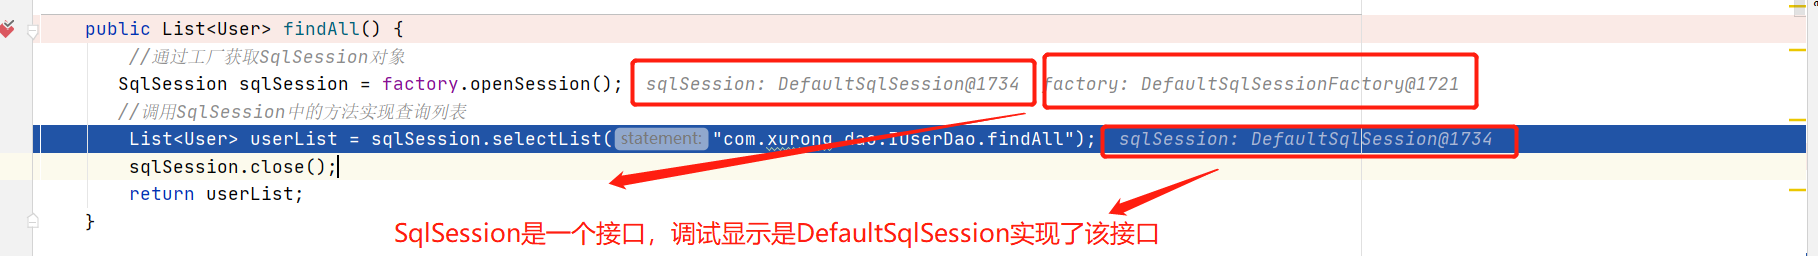 public List<User> findAll() {
//通过工厂获取SqlSession对象
SqlSession sqlSession = factory.openSession(); sqlSession: DefaultSqlSession@1734 factory: DefaultSqlSessionFactory@1721
//调用SqlSession中的方法实现查询列表
List<User> userList = sqlSession.selectList( statement: "com.xurong.dao.IUserDao.findAll"); sqlSession: DefaultSqlSession@1734
sqlSession.close();
return userList;
}
SqlSession是一个接口，调试显示是DefaultSqlSession实现了该接口